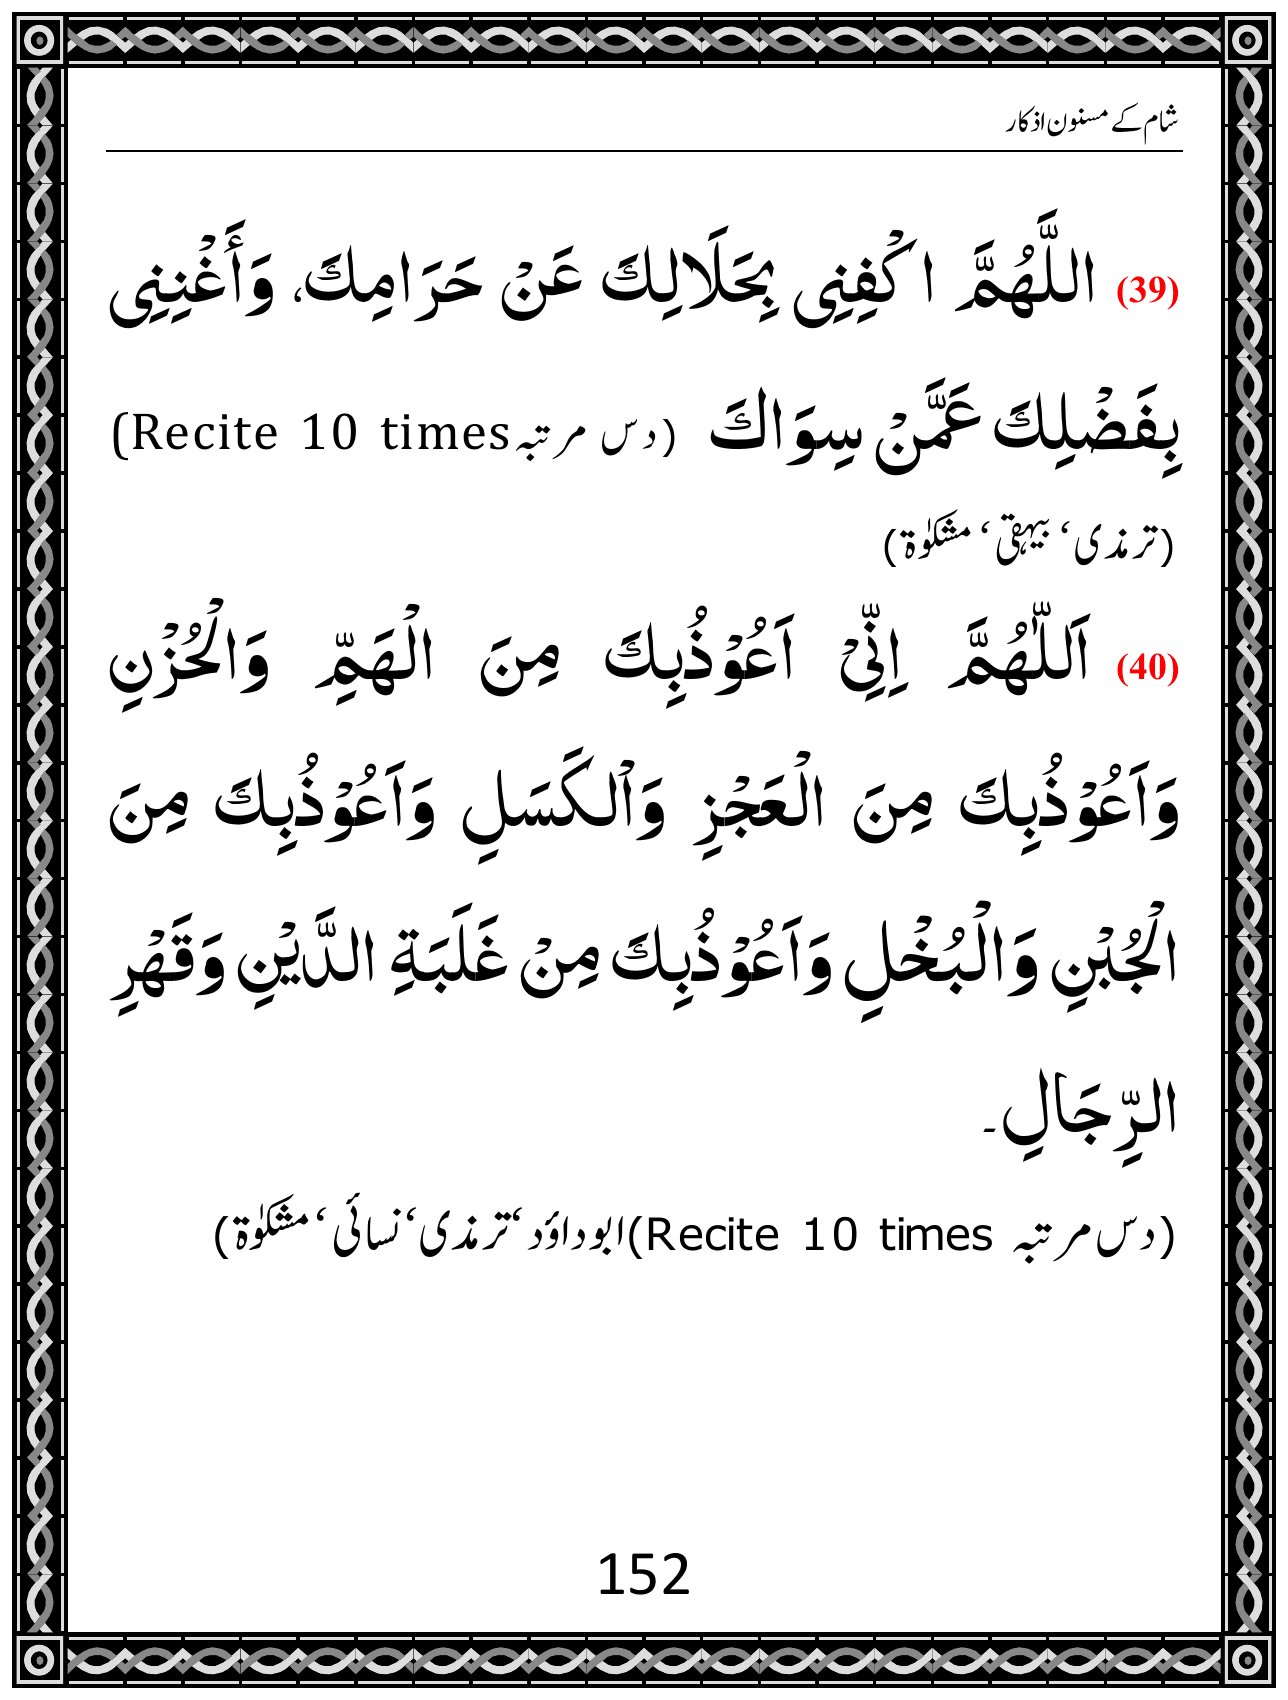 شام کے مسنون اذکار
(39) اللَّهُمَّ اكْفِنِي بِحَلَالِكَ عَنْ حَرَامِكَ، وَأَغْنِنِي
بِفَضْلِكَ عَمَّنْ سِوَاكَ (دس مرتبہ Recite 10 times)
(ترمذی‘ بیہقی‘ مشکوٰۃ)
(40) اَللّٰهُمَّ اِنِّيْ اَعُوْذُبِكَ مِنَ الْهَمِّ وَالْحُزْنِ
وَاَعُوْذُبِكَ مِنَ الْعَجْزِ وَالْكَسَلِ وَاَعُوْذُبِكَ مِنَ
الْجُبْنِ وَالْبُخْلِ وَاَعُوْذُبِكَ مِنْ غَلَبَةِ الدَّيْنِ وَقَهْرِ
الرِّجَالِ۔
(دس مرتبہ Recite 10 times)ابوداؤد‘ترمذی‘نسائی‘مشکوٰۃ)
152